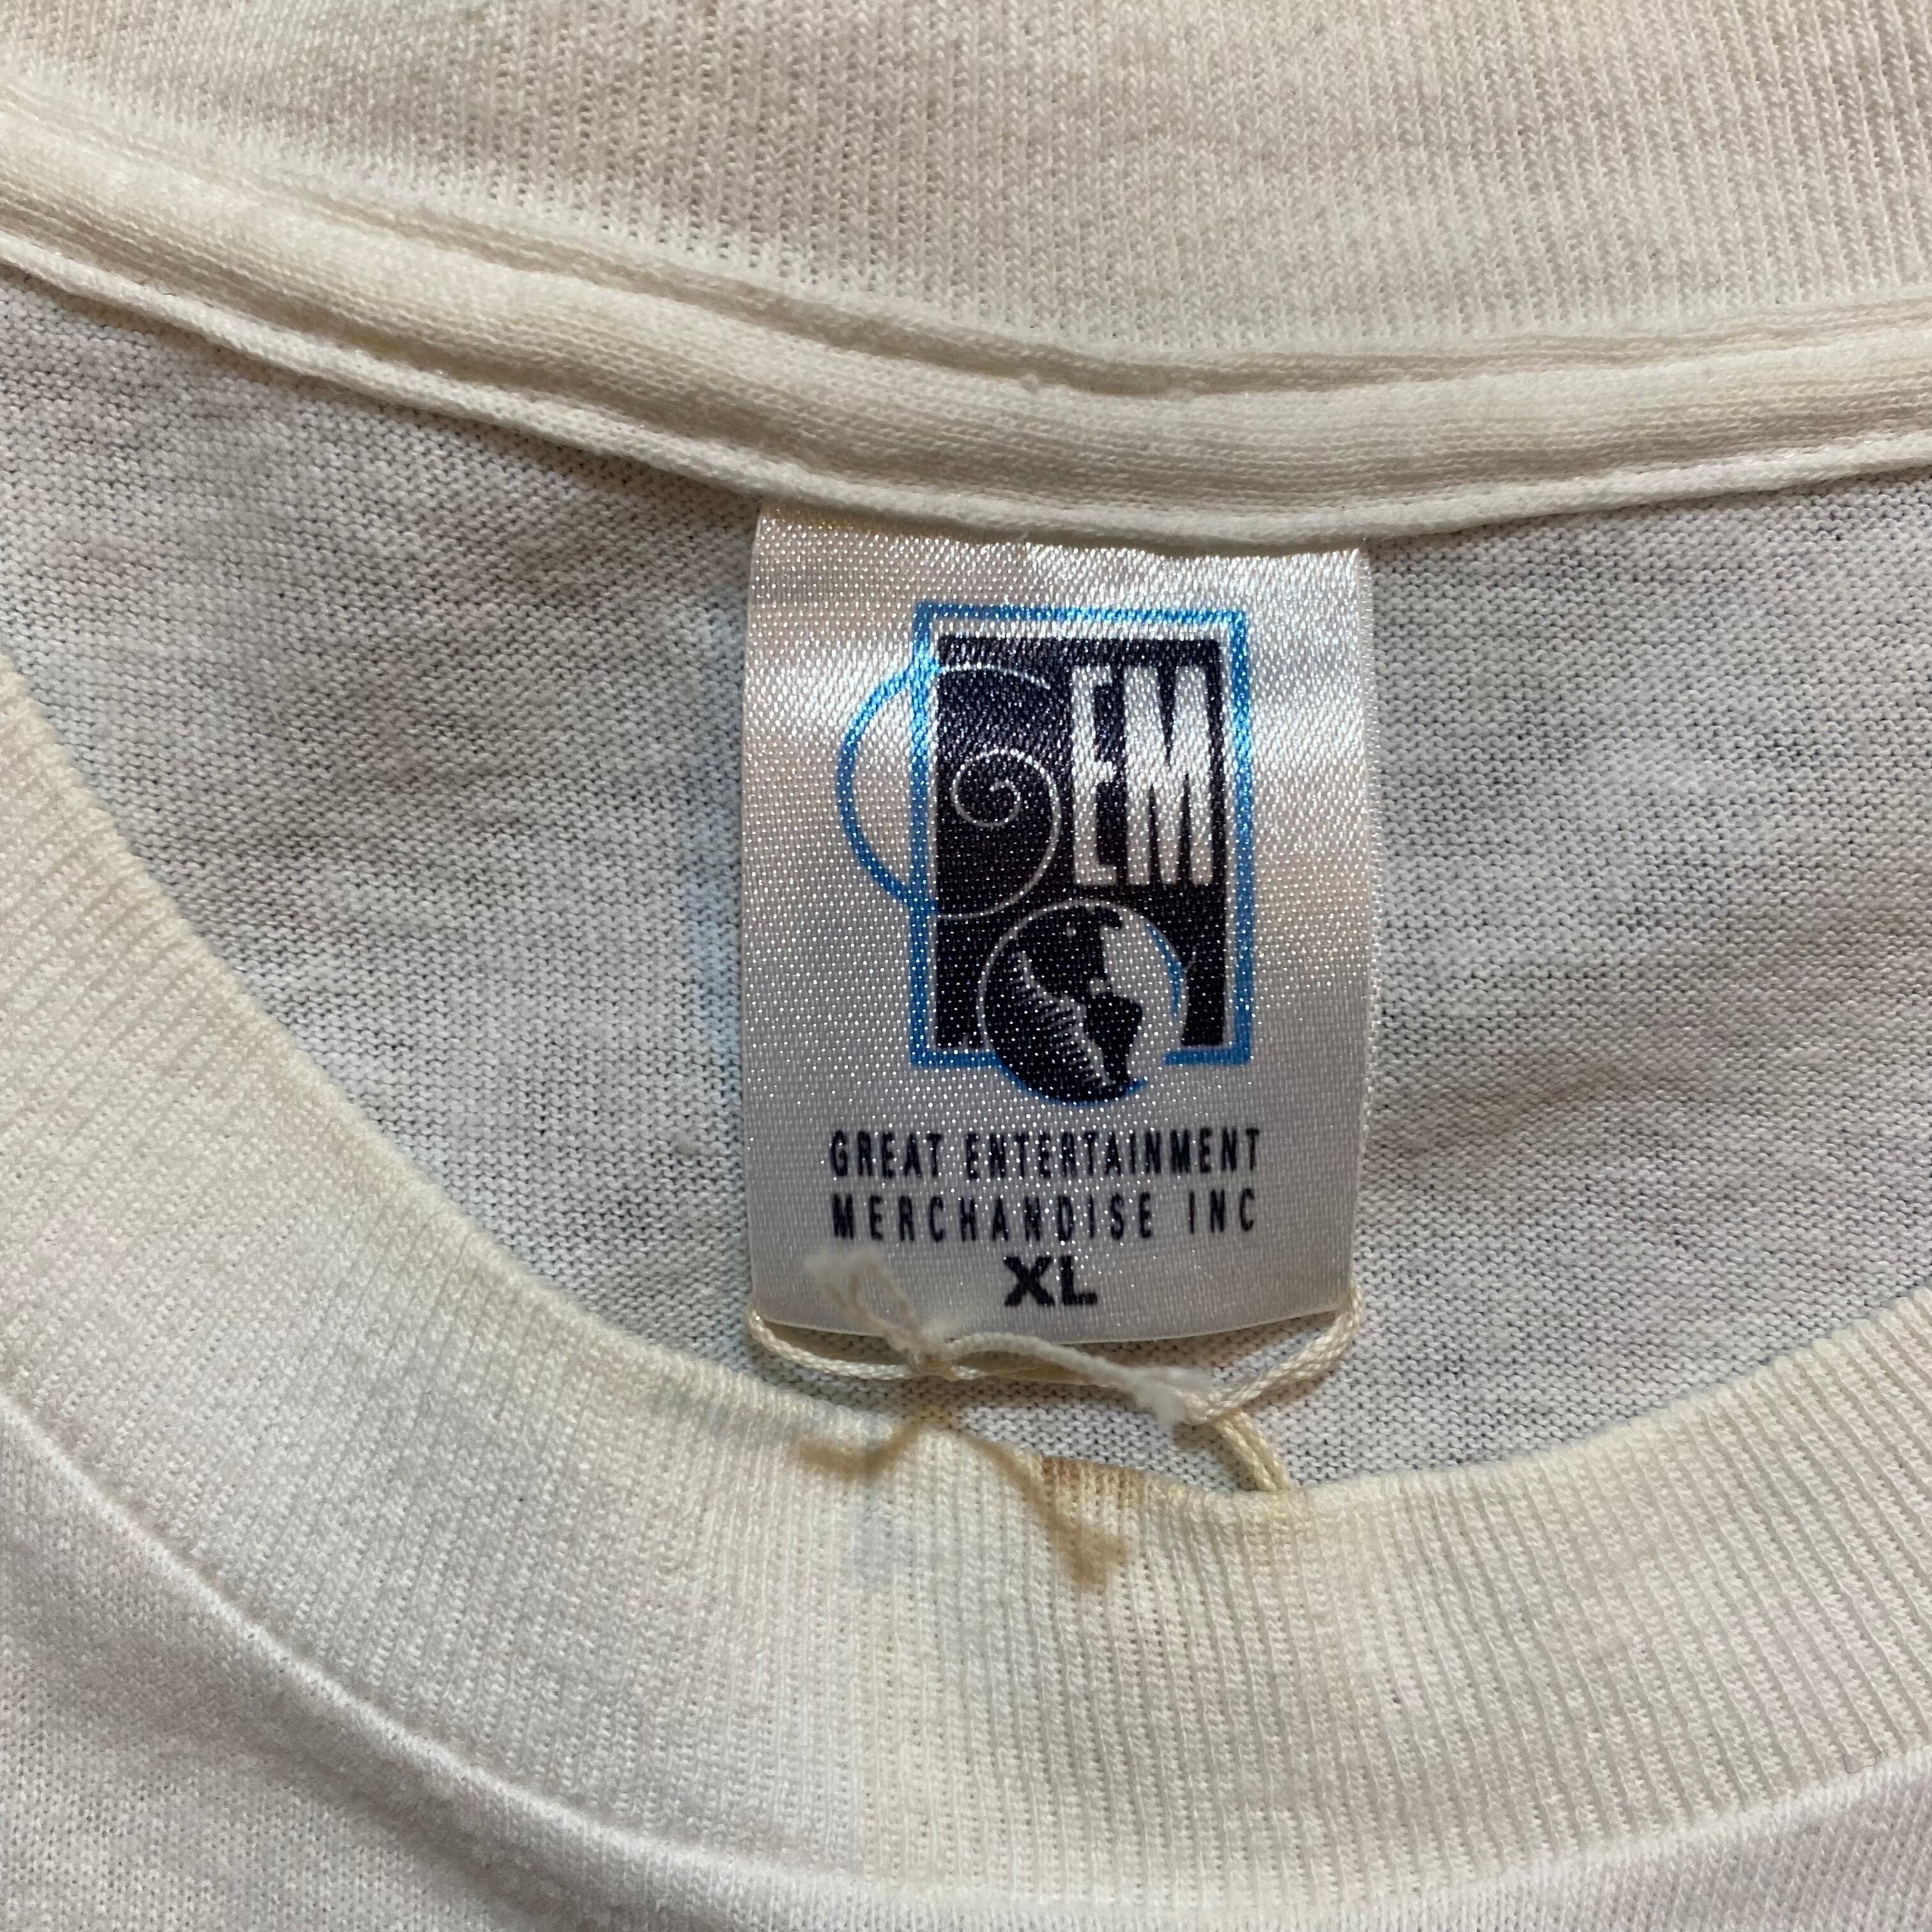 GEM
GREAT ENTERTAINMENT
MERCHANDISE INC
XL